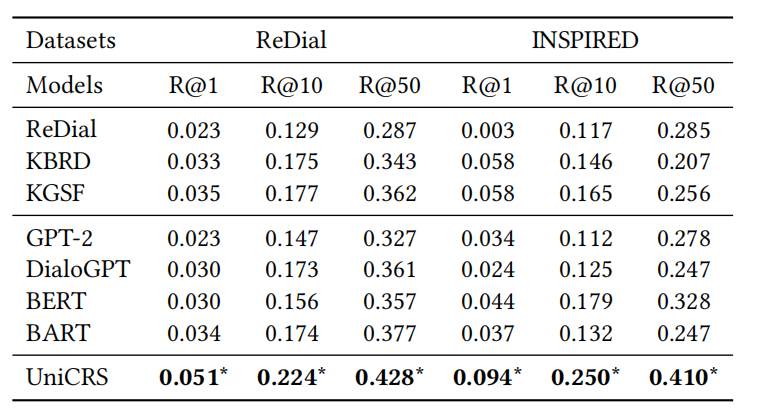 Datasets ReDial INSPIRED
Models R@1 R@10 R@50 R@1 R@10 R@50
ReDial 0.023 0.129 0.287 0.003 0.117 0.285
KBRD 0.033 0.175 0.343 0.058 0.146 0.207
KGSF 0.035 0.177 0.362 0.058 0.165 0.256
GPT-2 0.023 0.147 0.327 0.034 0.112 0.278
DialoGPT 0.030 0.173 0.361 0.024 0.125 0.247
BERT 0.030 0.156 0.357 0.044 0.179 0.328
BART 0.034 0.174 0.377 0.037 0.132 0.247
UniCRS 0.051* 0.224* 0.428* 0.094* 0.250* 0.410*